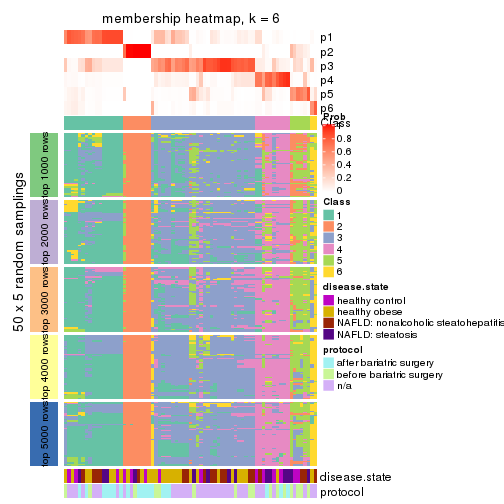 membership heatmap, k = 6
p1
p2
p3
p4
p5
p6
Class
50 x 5 random samplings
top 1000 rows
top 2000 rows
top 3000 rows
top 4000 rows
top 5000 rows
disease.state
protocol
Prob
1
0.8
0.6
0.4
0.2
0
Class
1
2
3
4
5
6
disease.state
healthy control
healthy obese
NAFLD: nonalcoholic steatohepatitis
NAFLD: steatosis
protocol
after bariatric surgery
before bariatric surgery
n/a